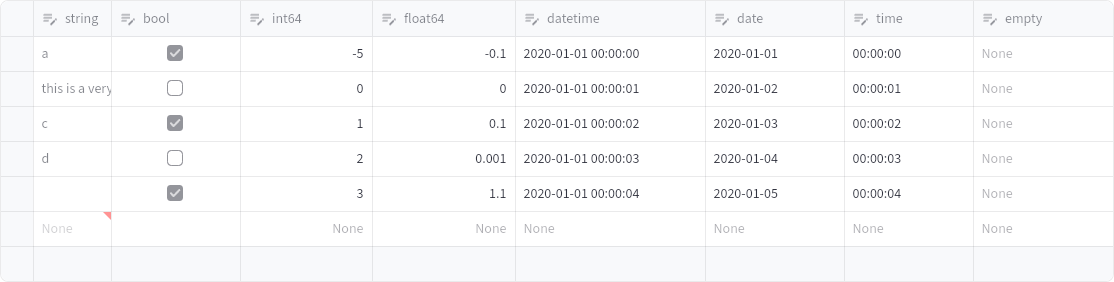 string bool int64 float64 datetime date time empty
a -5 -0.1 2020-01-01 00:00:00 2020-01-01 00:00:00 None
this is a very 0 0 2020-01-01 00:00:01 2020-01-02 00:00:01 None
c 1 0.1 2020-01-01 00:00:02 2020-01-03 00:00:02 None
d 2 0.001 2020-01-01 00:00:03 2020-01-04 00:00:03 None
3 1.1 2020-01-01 00:00:04 2020-01-05 00:00:04 None
None None None None None None None